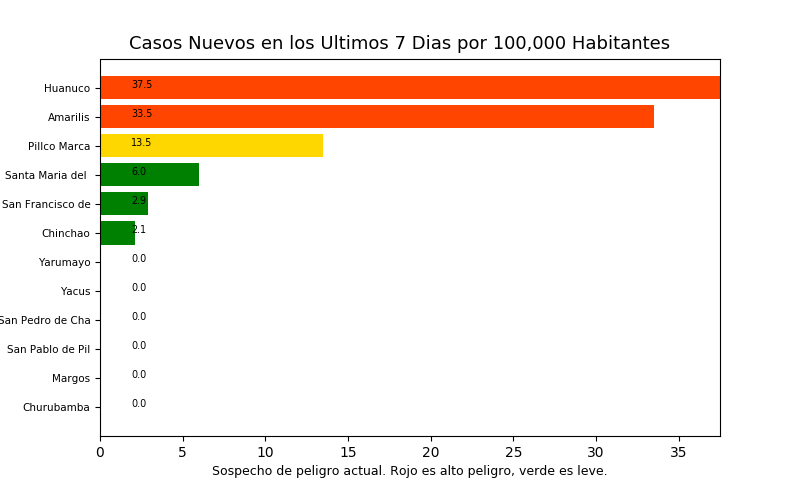 Casos Nuevos en los Ultimos 7 Dias por 100,000 Habitantes
Huanuco 37.5
Amarilis 33.5
Pillco Marca 13.5
Santa Maria del 6.0
San Francisco de 2.9
Chinchao 2.1
Yarumayo 0.0
Yacus 0.0
San Pedro de Cha 0.0
San Pablo de Pil 0.0
Margos 0.0
Churubamba 0.0
0 5 10 15 20 25 30 35
Sospecho de peligro actual. Rojo es alto peligro, verde es leve.